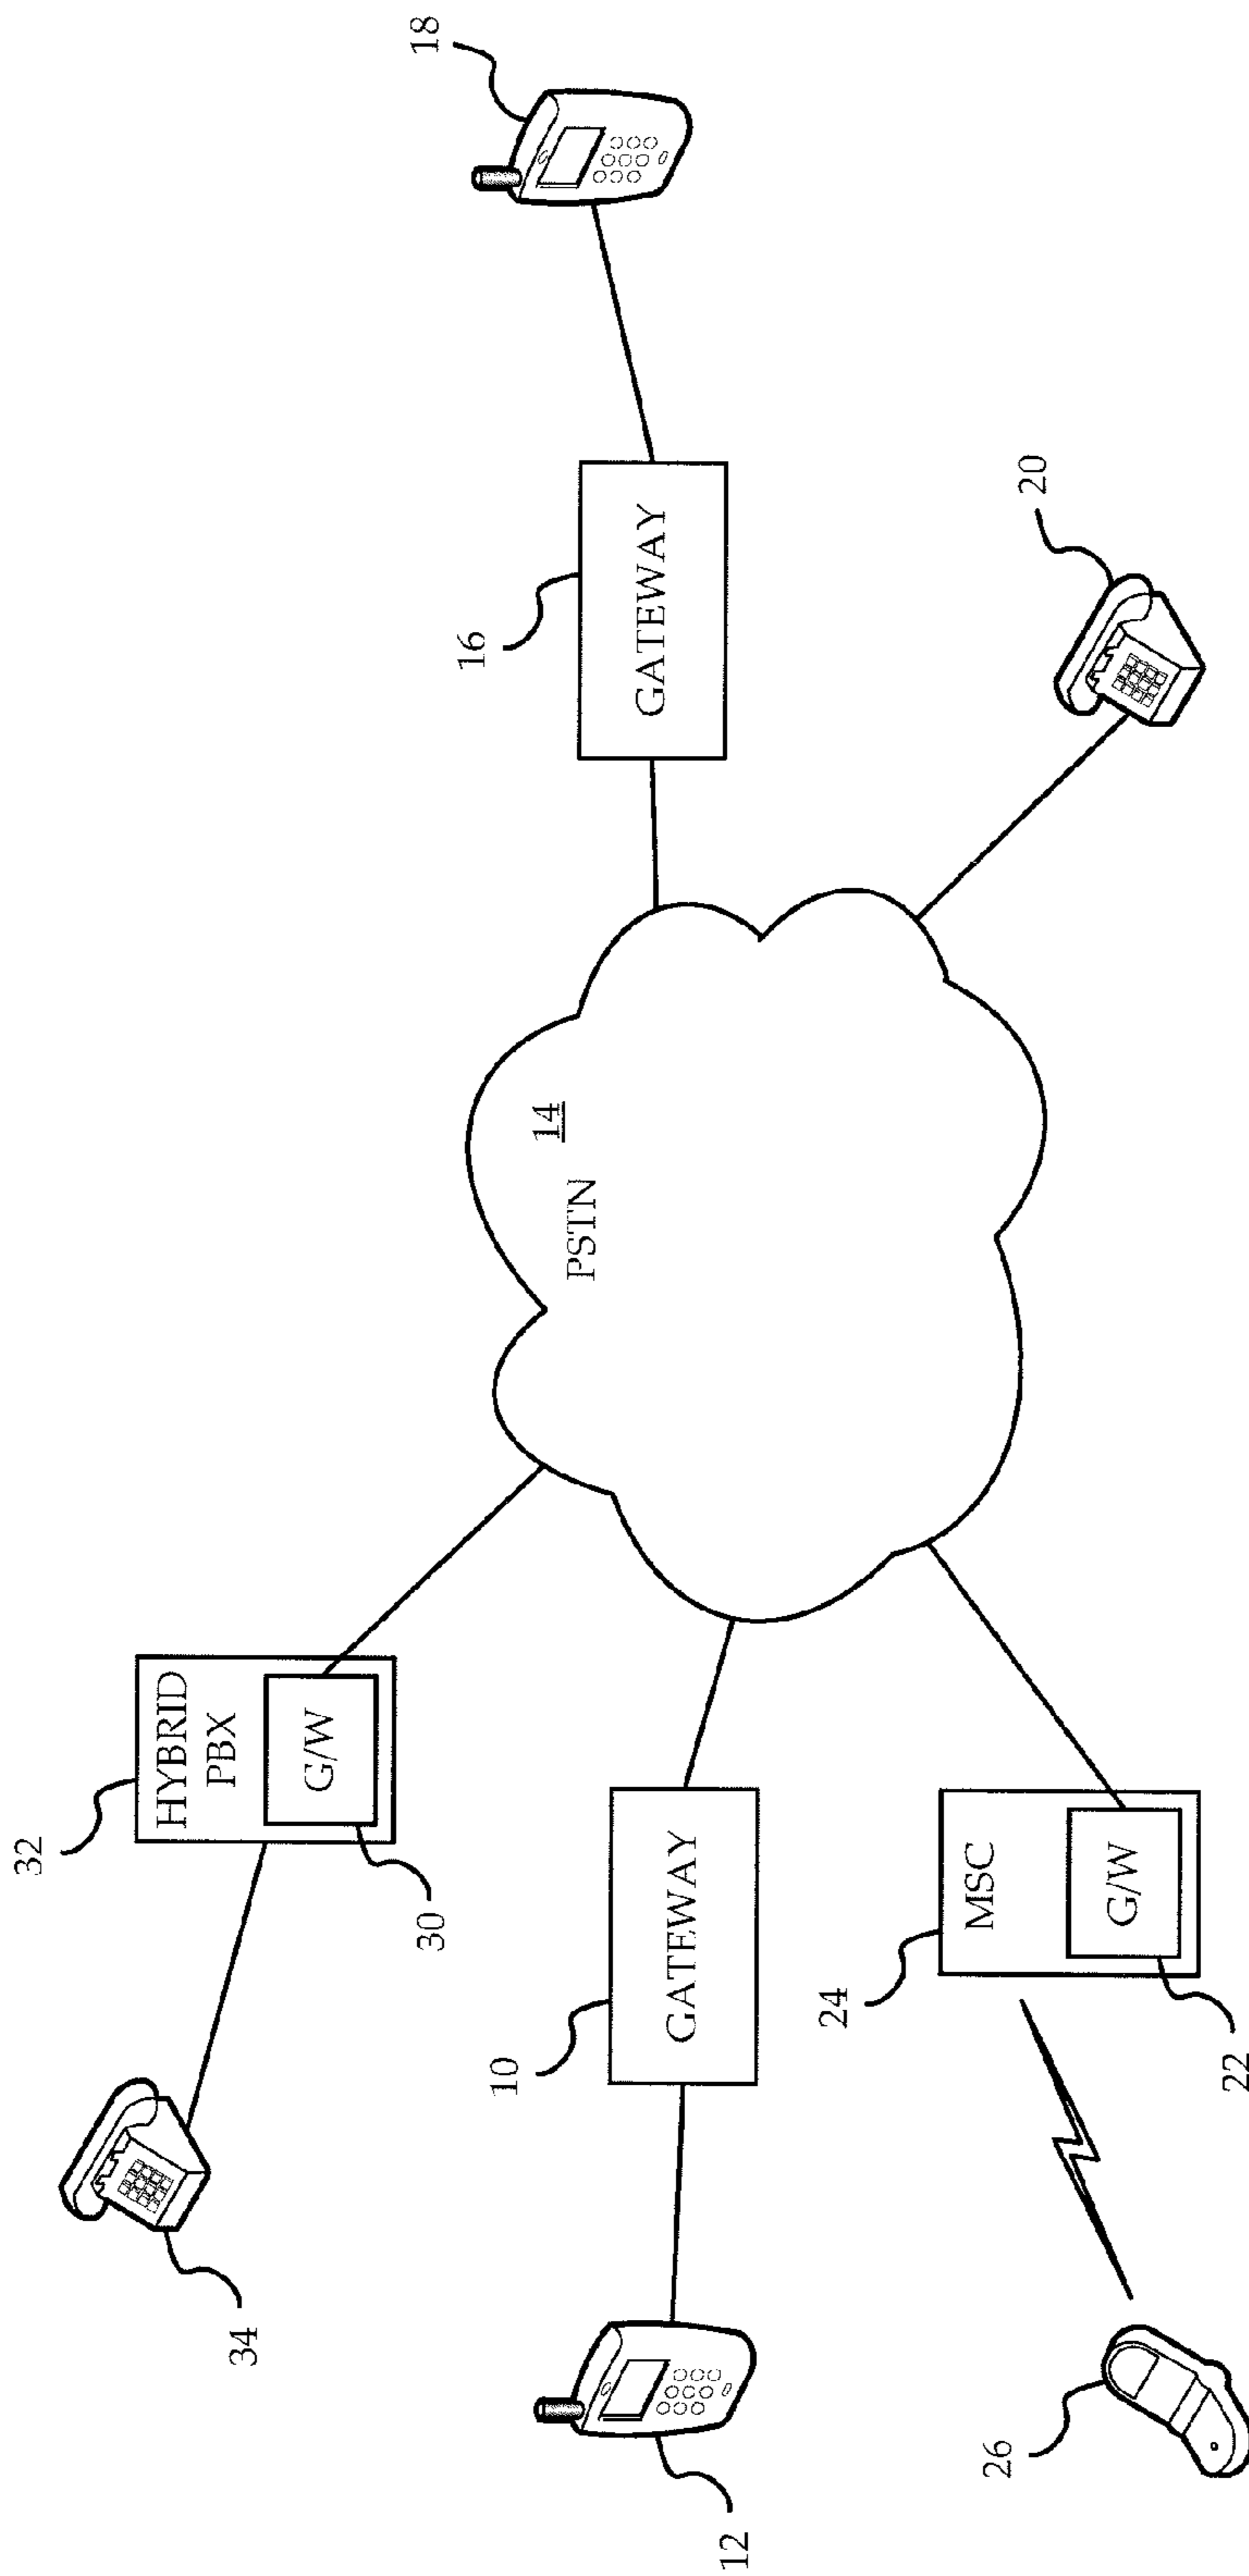 34
32
HYBRID
PBX
G/W
30
18
12
10
GATEWAY
14
PSTN
16
GATEWAY
26
24
MSC
G/W
22
20